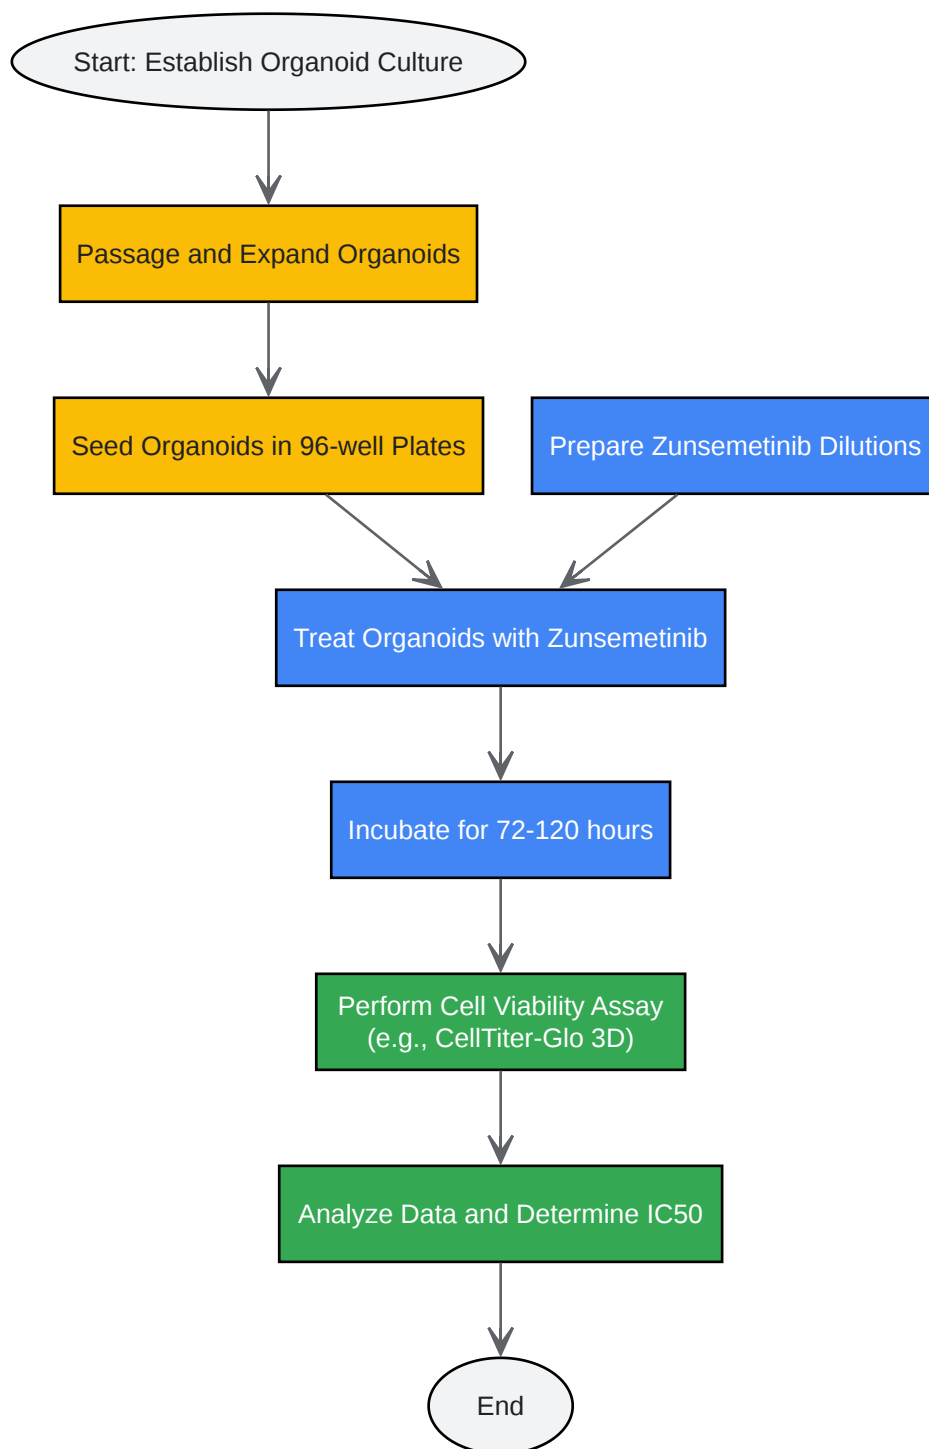 Start: Establish Organoid Culture
Passage and Expand Organoids
Seed Organoids in 96-well Plates
Prepare Zunsemetinib Dilutions
Treat Organoids with Zunsemetinib
Incubate for 72-120 hours
Perform Cell Viability Assay
(e.g., CellTiter-Glo 3D)
Analyze Data and Determine IC50
End